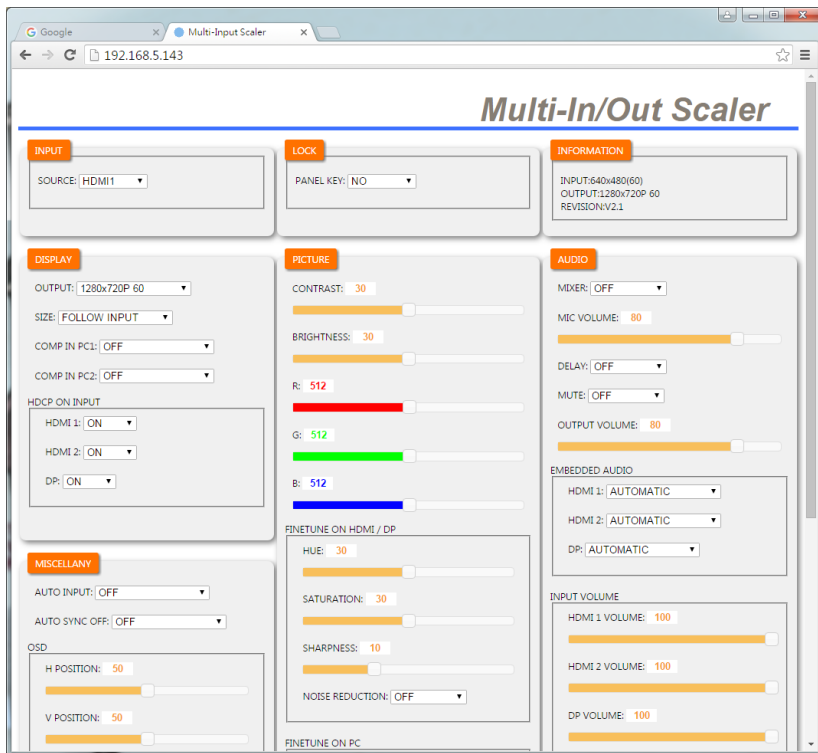 Google
Multi-Input Scaler
192.168.5.143
Multi-In/Out Scaler
INPUT
SOURCE: HDMI1
LOCK
PANEL KEY: NO
INFORMATION
INPUT:640x480(60)
OUTPUT:1280x720P 60
REVISION:V2.1
DISPLAY
OUTPUT: 1280x720P 60
SIZE: FOLLOW INPUT
COMP IN PC1: OFF
COMP IN PC2: OFF
HDCP ON INPUT
HDMI 1: ON
HDMI 2: ON
DP: ON
MISCELLANY
AUTO INPUT: OFF
AUTO SYNC OFF: OFF
OSD
H POSITION: 50
V POSITION: 50
PICTURE
CONTRAST: 30
BRIGHTNESS: 30
R: 512
G: 512
B: 512
FINETUNE ON HDMI / DP
HUE: 30
SATURATION: 30
SHARPNESS: 10
NOISE REDUCTION: OFF
FINETUNE ON PC
AUDIO
MIXER: OFF
MIC VOLUME: 80
DELAY: OFF
MUTE: OFF
OUTPUT VOLUME: 80
EMBEDDED AUDIO
HDMI 1: AUTOMATIC
HDMI 2: AUTOMATIC
DP: AUTOMATIC
INPUT VOLUME
HDMI 1 VOLUME: 100
HDMI 2 VOLUME: 100
DP VOLUME: 100